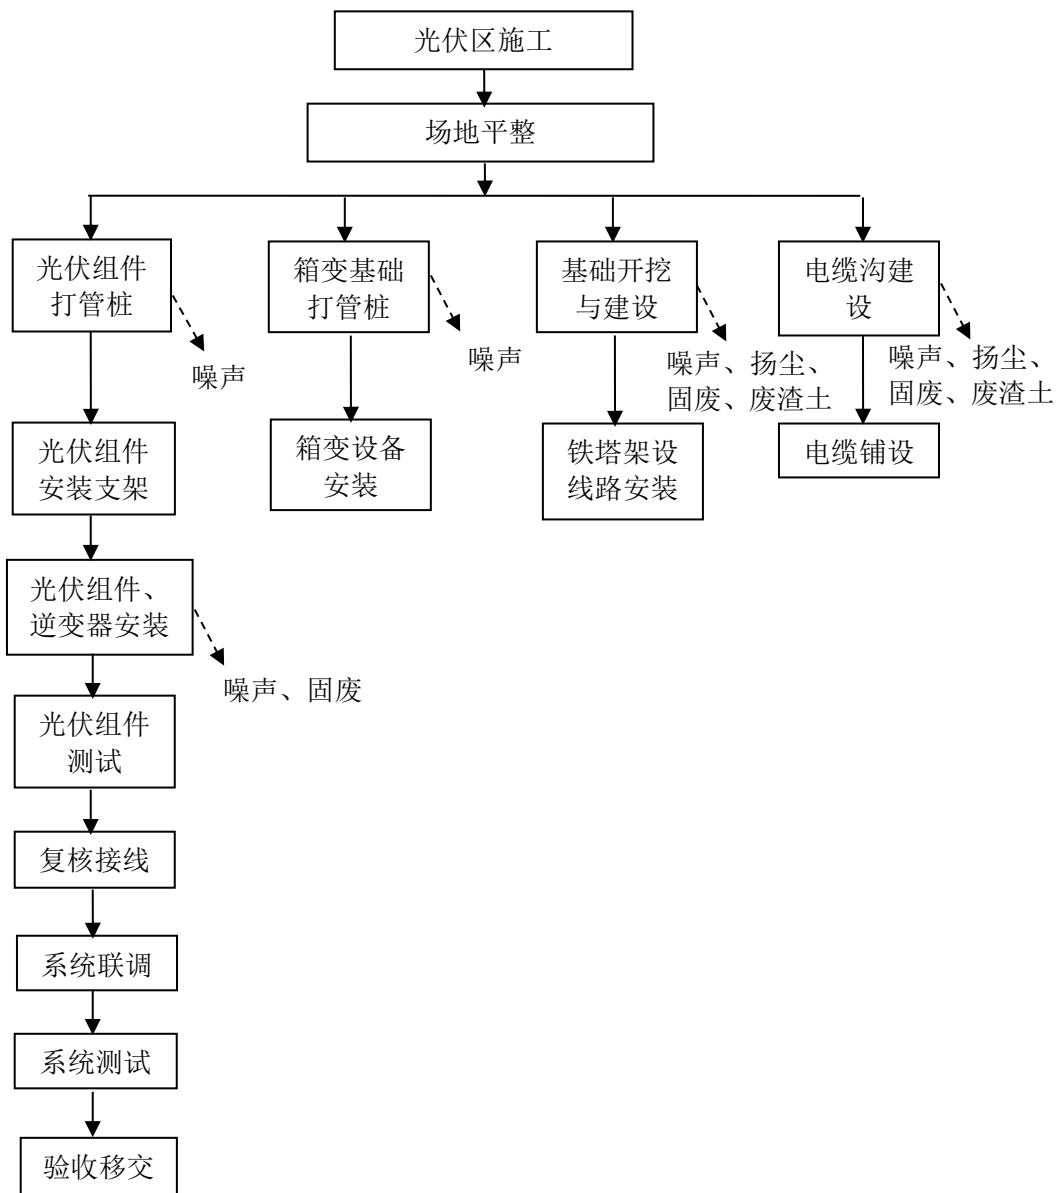 光伏区施工
场地平整
光伏组件
打管桩
箱变基础
打管桩
基础开挖
与建设
电缆沟建
设
噪声
噪声
噪声、扬尘、
固废、废渣土
噪声、扬尘、
固废、废渣土
光伏组件
安装支架
箱变设备
安装
铁塔架设
线路安装
电缆铺设
光伏组件、
逆变器安装
噪声、固废
光伏组件
测试
复核接线
系统联调
系统测试
验收移交